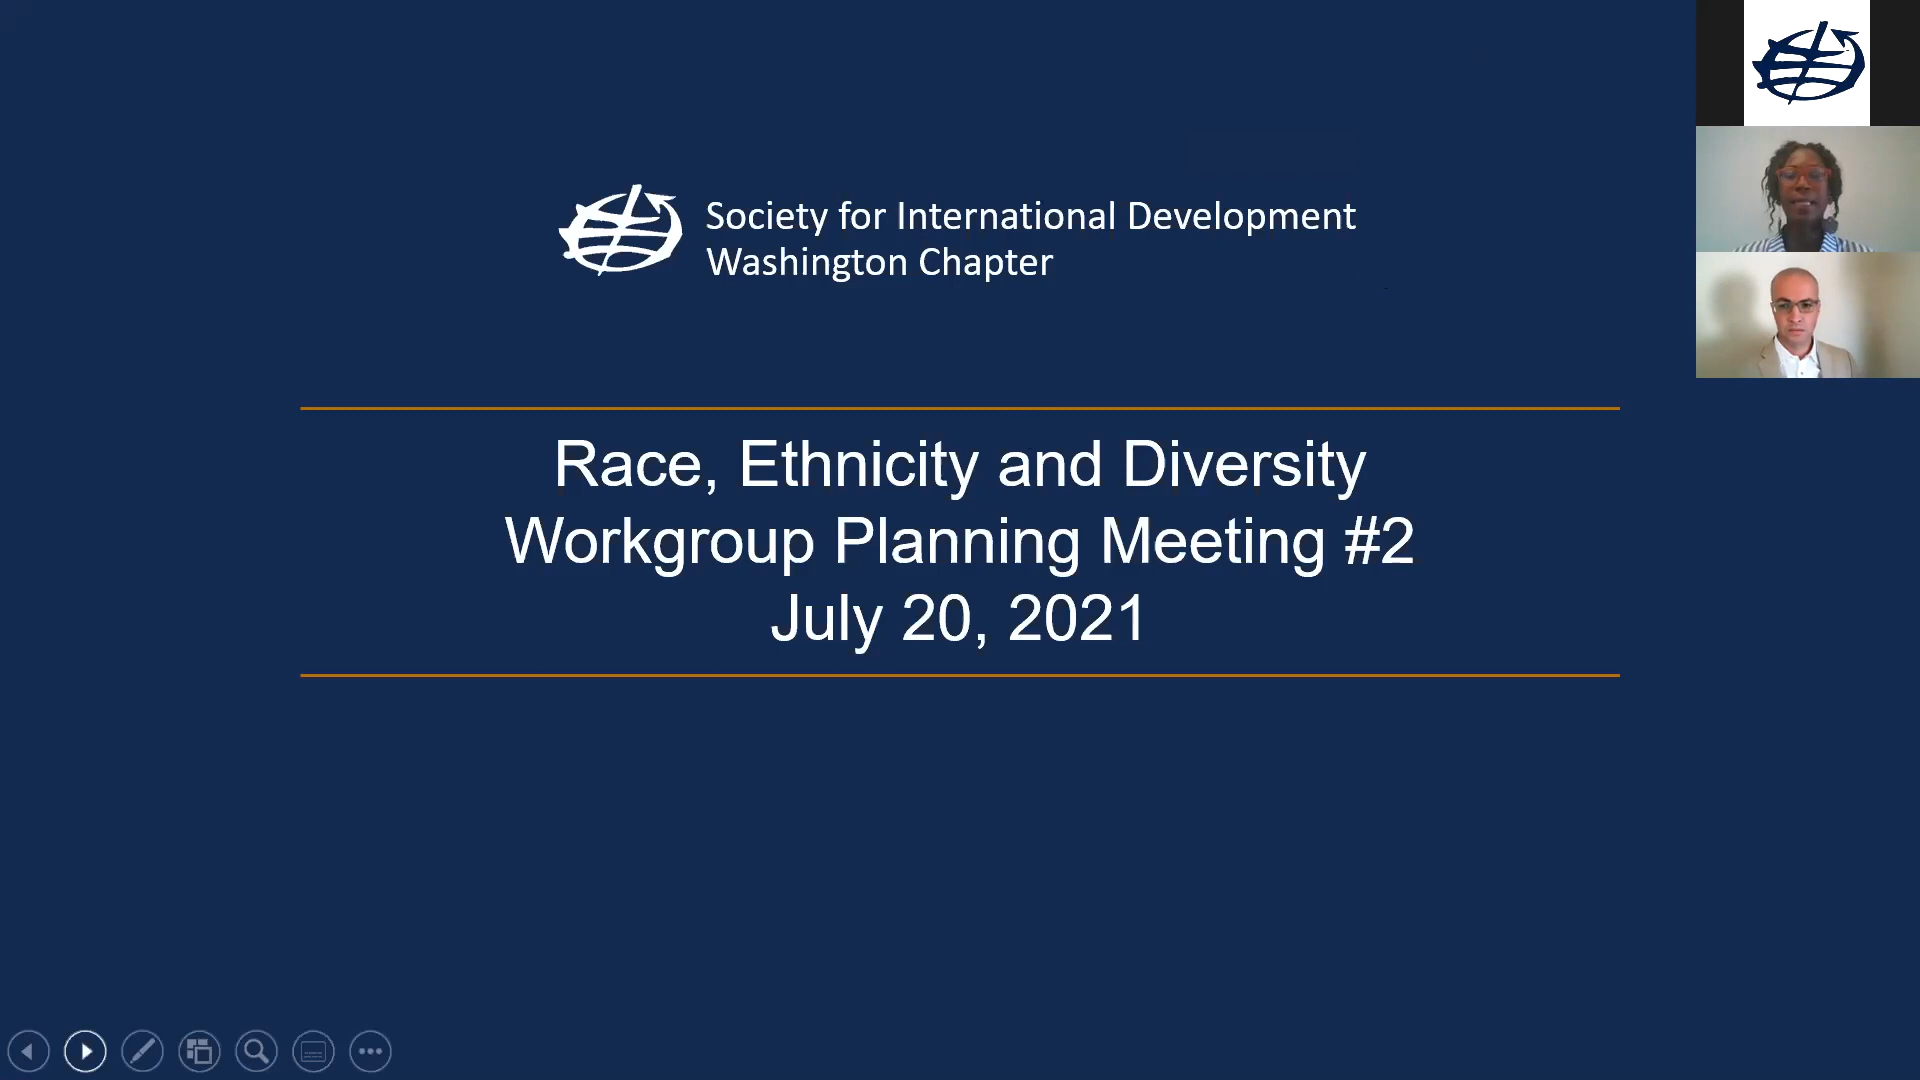 Society for International Development
Washington Chapter
Race, Ethnicity and Diversity
Workgroup Planning Meeting #2
July 20, 2021